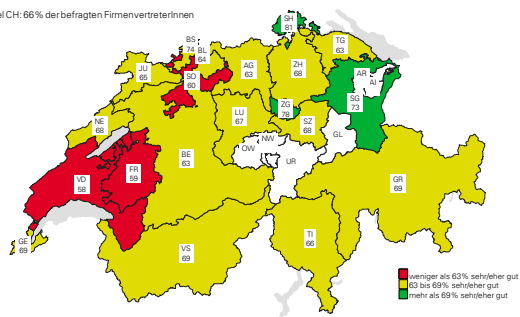 el CH: 66% der befragten FirmenvertreterInnen
SH
81
BS
74
BL
64
TG
63
JU
65
SO
60
AG
63
ZH
68
AR
AI
SG
73
ZG
78
NE
68
LU
67
SZ
68
GL
NW
OW
UR
BE
63
FR
59
VD
58
GR
69
GE
69
VS
69
TI
66
weniger als 63% sehr/eher gut
63 bis 69% sehr/eher gut
mehr als 69% sehr/eher gut